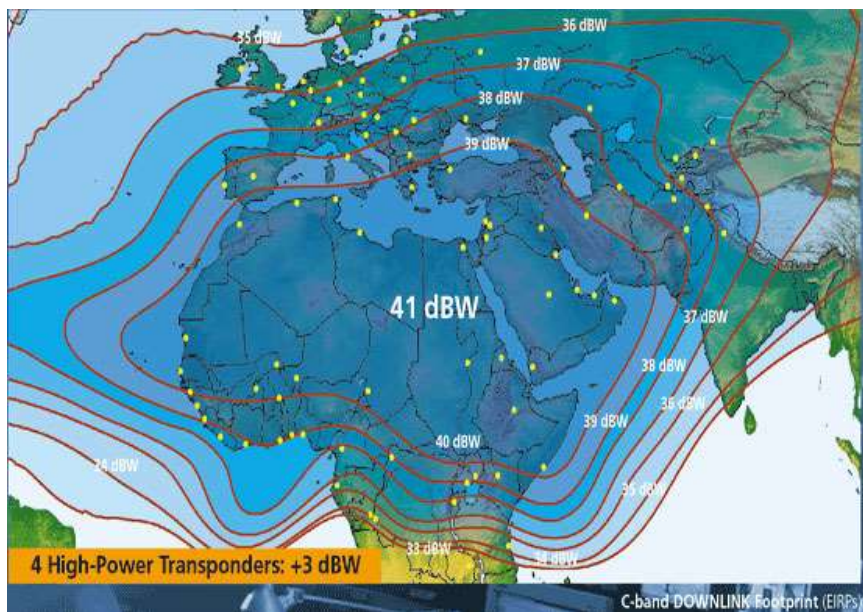 35 dBW
36 dBW
37 dBW
38 dBW
39 dBW
41 dBW
37 dBW
38 dBW
36 dBW
39 dBW
40 dBW
34 dBW
35 dBW
33 dBW
34 dBW
4 High-Power Transponders: +3 dBW
C-band DOWNLINK Footprint (EIRPs)